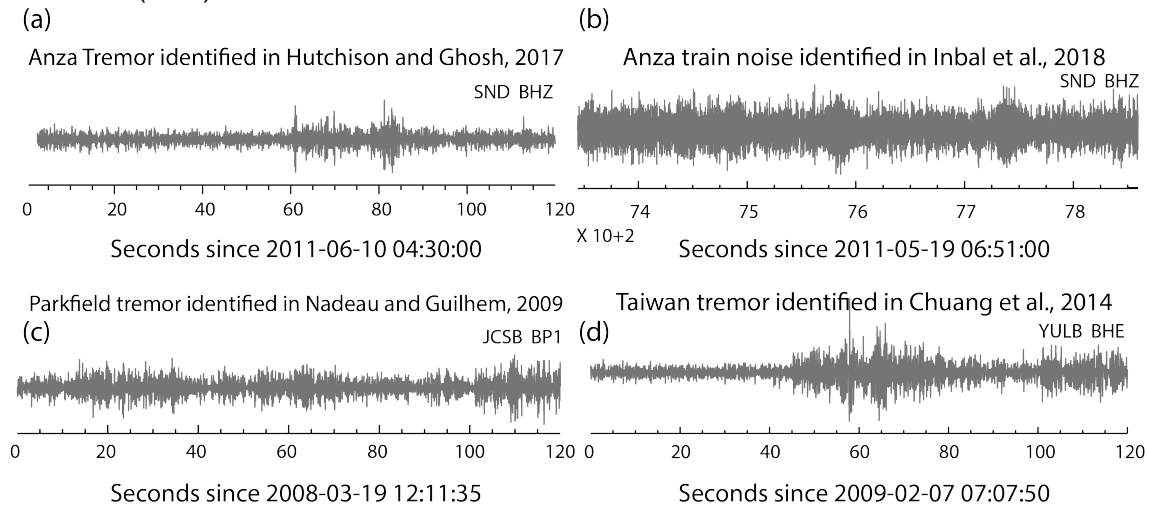 (a)
Anza Tremor identified in Hutchison and Ghosh, 2017
SND BHZ
0 20 40 60 80 100 120
Seconds since 2011-06-10 04:30:00
(b)
Anza train noise identified in Inbal et al., 2018
SND BHZ
74 75 76 77 78
X 10+2
Seconds since 2011-05-19 06:51:00
Parkfield tremor identified in Nadeau and Guilhem, 2009
(c)
JCSB BP1
0 20 40 60 80 100 120
Seconds since 2008-03-19 12:11:35
Taiwan tremor identified in Chuang et al., 2014
(d)
YULB BHE
0 20 40 60 80 100 120
Seconds since 2009-02-07 07:07:50